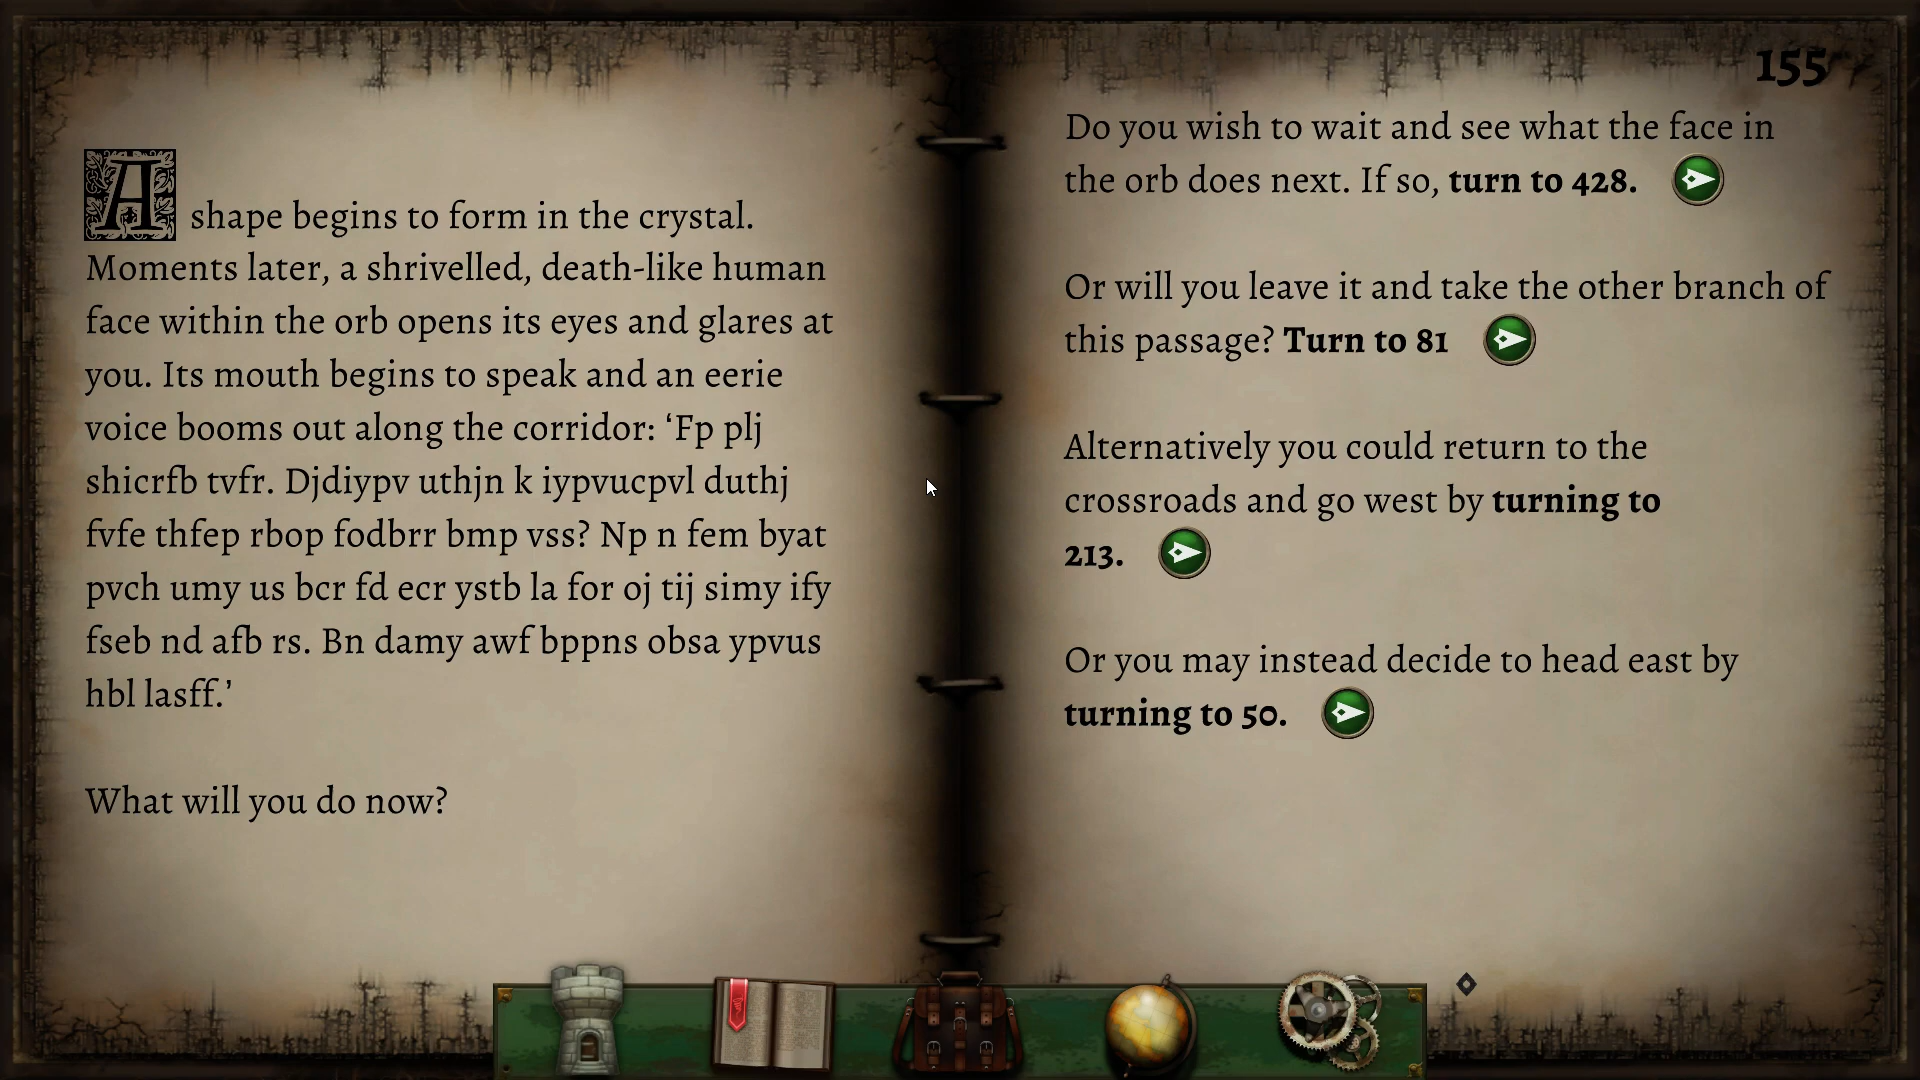 155
A shape begins to form in the crystal.
Moments later, a shrivelled, death-like human
face within the orb opens its eyes and glares at
you. Its mouth begins to speak and an eerie
voice booms out along the corridor: ‘Fp plj
shicrfb tvfr. Djdiypv uthjn k iypvucpvl duthj
fvfe thfep rbop fodbrr bmp vss? Np n fem byat
pvch umy us bcr fd ecr ystb la for oj tij simy ify
fseb nd afb rs. Bn damy awf bppns obsa ypvus
hbl lasff.’
What will you do now?
Do you wish to wait and see what the face in
the orb does next. If so, turn to 428.
Or will you leave it and take the other branch of
this passage? Turn to 81
Alternatively you could return to the
crossroads and go west by turning to
213.
Or you may instead decide to head east by
turning to 50.